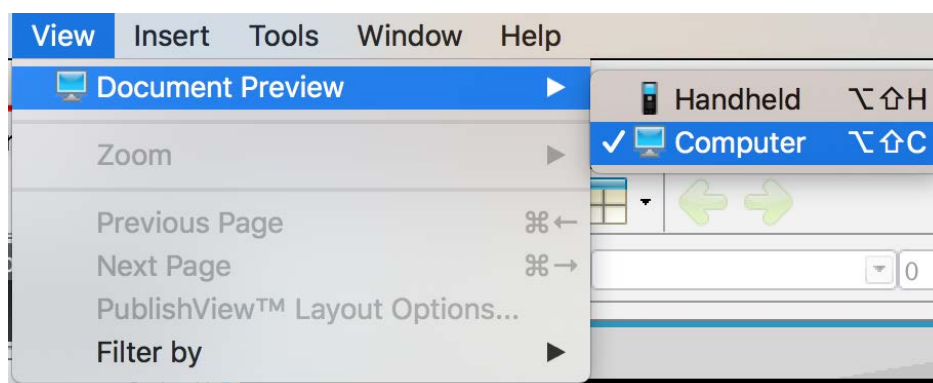 View Insert Tools Window Help
Document Preview ▶
Handheld ⌥⇧H
✓ Computer ⌥⇧C
Zoom ▶
Previous Page ⌘←
Next Page ⌘→
PublishView™ Layout Options...
Filter by ▶
0